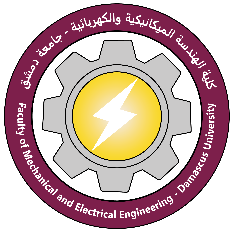 كلية الهندسة الميكانيكية والكهربائية - جامعة دمشق
Faculty of Mechanical and Electrical Engineering - Damascus University